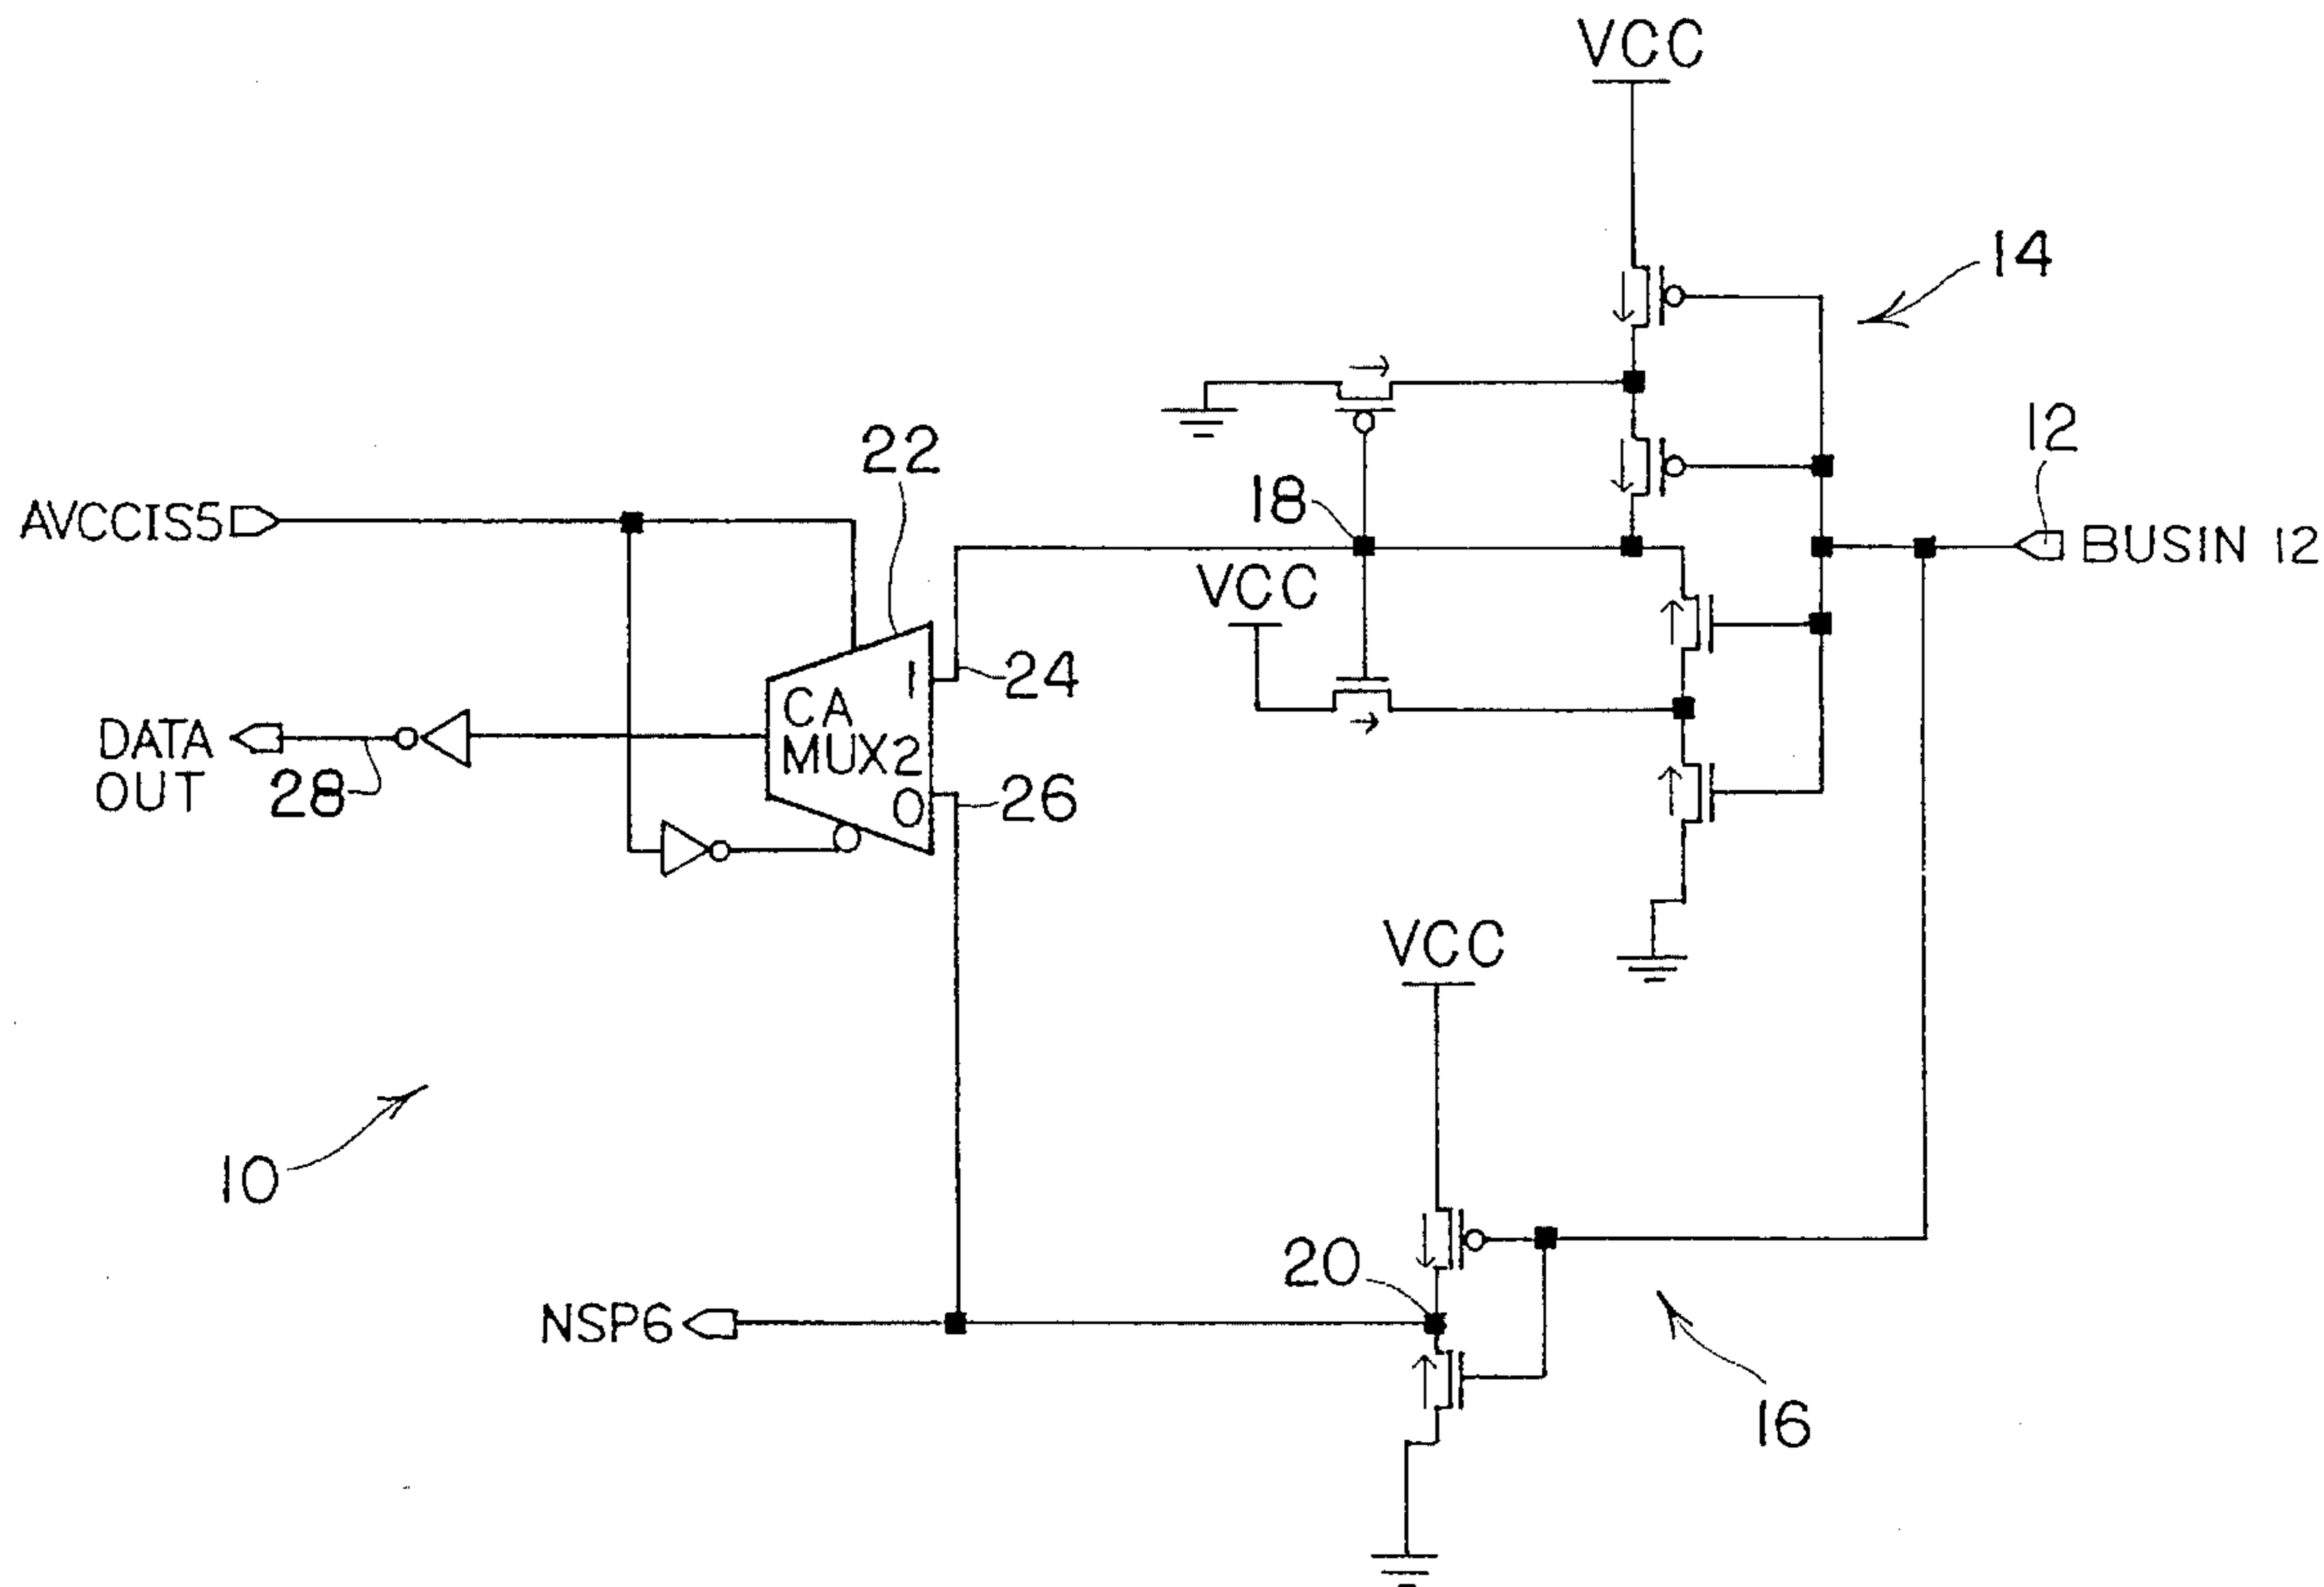 VCC
14
12
22
18
AVCCIS5
BUSIN 12
VCC
1
24
CA
MUX2
DATA
OUT
28
0
26
VCC
10
20
NSP6
16